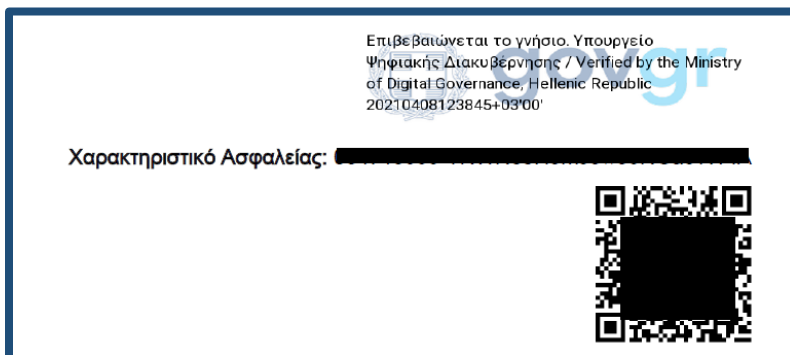 Επιβεβαιώνεται το γνήσιο. Υπουργείο
Ψηφιακής Διακυβέρνησης / Verified by the Ministry
of Digital Governance, Hellenic Republic
20210408123845+03'00'
govgr
Χαρακτηριστικό Ασφαλείας: